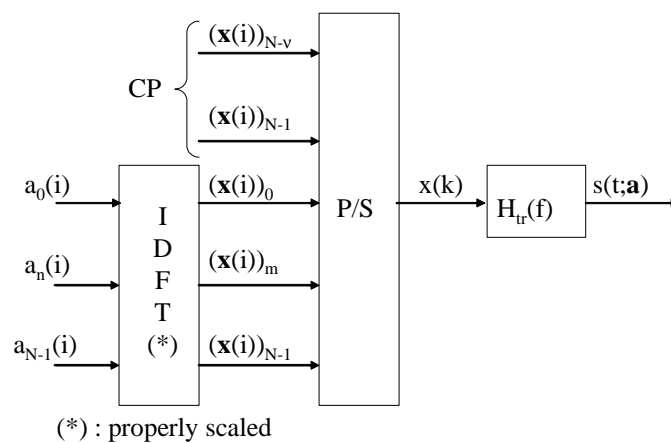 (x(i))N-ν
CP
(x(i))N-1
a0(i)
(x(i))0
I
D
F
T
(*)
P/S
x(k)
Htr(f)
s(t;a)
an(i)
(x(i))m
aN-1(i)
(x(i))N-1
(*) : properly scaled